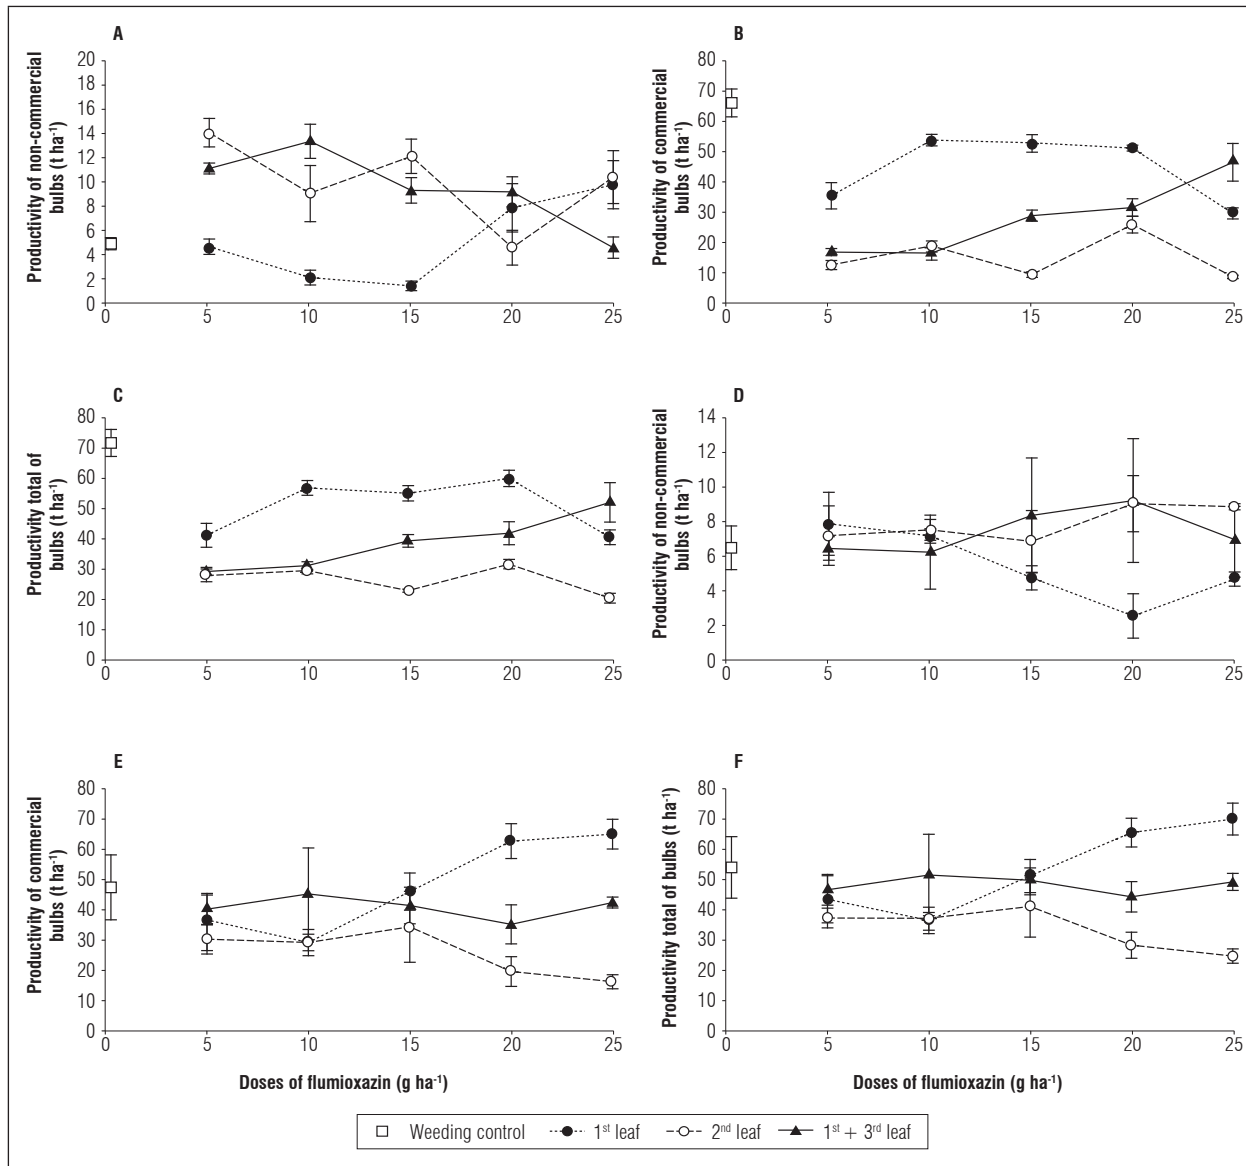 A
Productivity of non-commercial
bulbs (t ha⁻¹)
20
18
16
14
12
10
8
6
4
2
0
0 5 10 15 20 25
B
Productivity of commercial
bulbs (t ha⁻¹)
80
70
60
50
40
30
20
10
0
0 5 10 15 20 25
C
Productivity total of
bulbs (t ha⁻¹)
80
70
60
50
40
30
20
10
0
0 5 10 15 20 25
D
Productivity of non-commercial
bulbs (t ha⁻¹)
14
12
10
8
6
4
2
0
0 5 10 15 20 25
E
Productivity of commercial
bulbs (t ha⁻¹)
80
70
60
50
40
30
20
10
0
0 5 10 15 20 25
Doses of flumioxazin (g ha⁻¹)
F
Productivity total of bulbs (t ha⁻¹)
80
70
60
50
40
30
20
10
0
0 5 10 15 20 25
Doses of flumioxazin (g ha⁻¹)
Weeding control 1st leaf 2nd leaf 1st + 3rd leaf